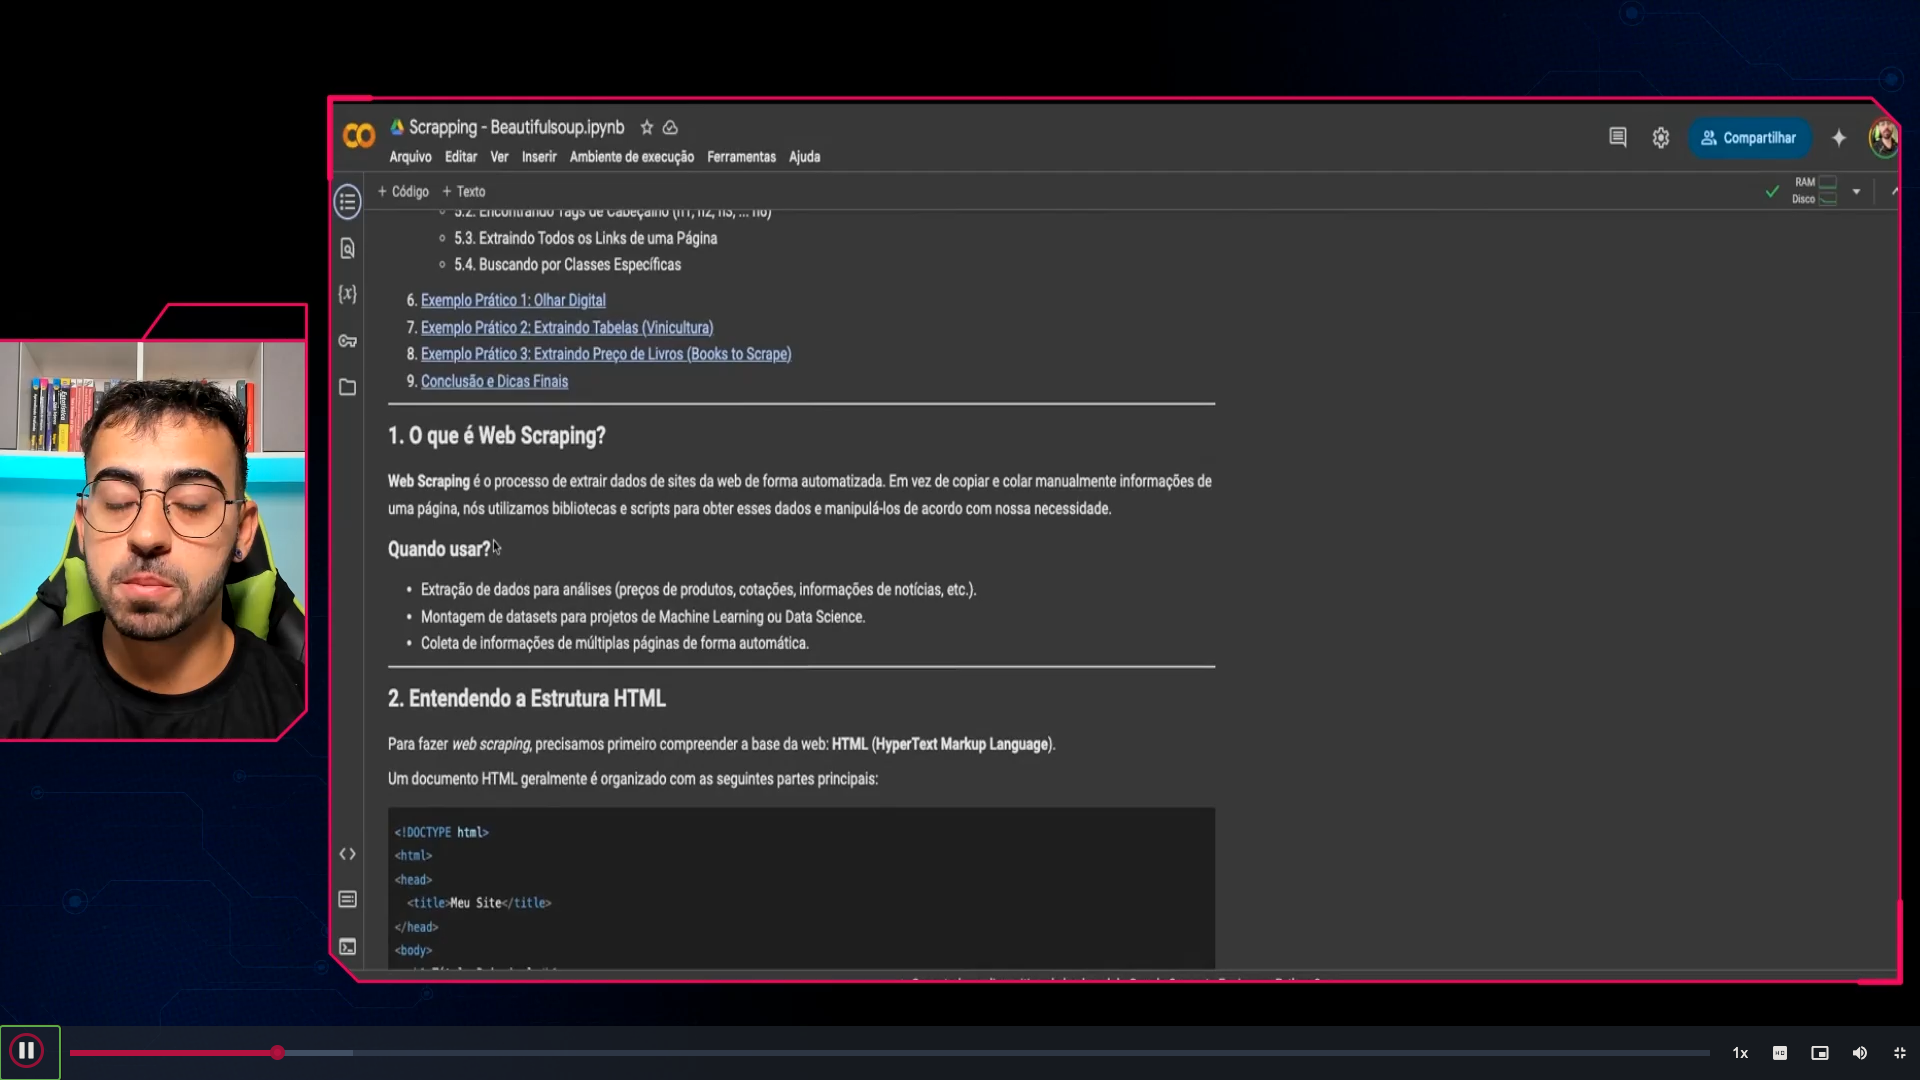 Scrapping - Beautifulsoup.ipynb
Arquivo Editar Ver Inserir Ambiente de execução Ferramentas Ajuda
Compartilhar
+ Código + Texto
RAM
Disco
5.2. Encontrando Tags de Cabeçalho (h1, h2, h3, ... h6)
5.3. Extraindo Todos os Links de uma Página
5.4. Buscando por Classes Específicas
6. Exemplo Prático 1: Olhar Digital
7. Exemplo Prático 2: Extraindo Tabelas (Vinicultura)
8. Exemplo Prático 3: Extraindo Preço de Livros (Books to Scrape)
9. Conclusão e Dicas Finais
1. O que é Web Scraping?
Web Scraping é o processo de extrair dados de sites da web de forma automatizada. Em vez de copiar e colar manualmente informações de
uma página, nós utilizamos bibliotecas e scripts para obter esses dados e manipulá-los de acordo com nossa necessidade.
Quando usar?
• Extração de dados para análises (preços de produtos, cotações, informações de notícias, etc.).
• Montagem de datasets para projetos de Machine Learning ou Data Science.
• Coleta de informações de múltiplas páginas de forma automática.
2. Entendendo a Estrutura HTML
Para fazer web scraping, precisamos primeiro compreender a base da web: HTML (HyperText Markup Language).
Um documento HTML geralmente é organizado com as seguintes partes principais:
<!DOCTYPE html>
<html>
<head>
<title>Meu Site</title>
</head>
<body>
1x